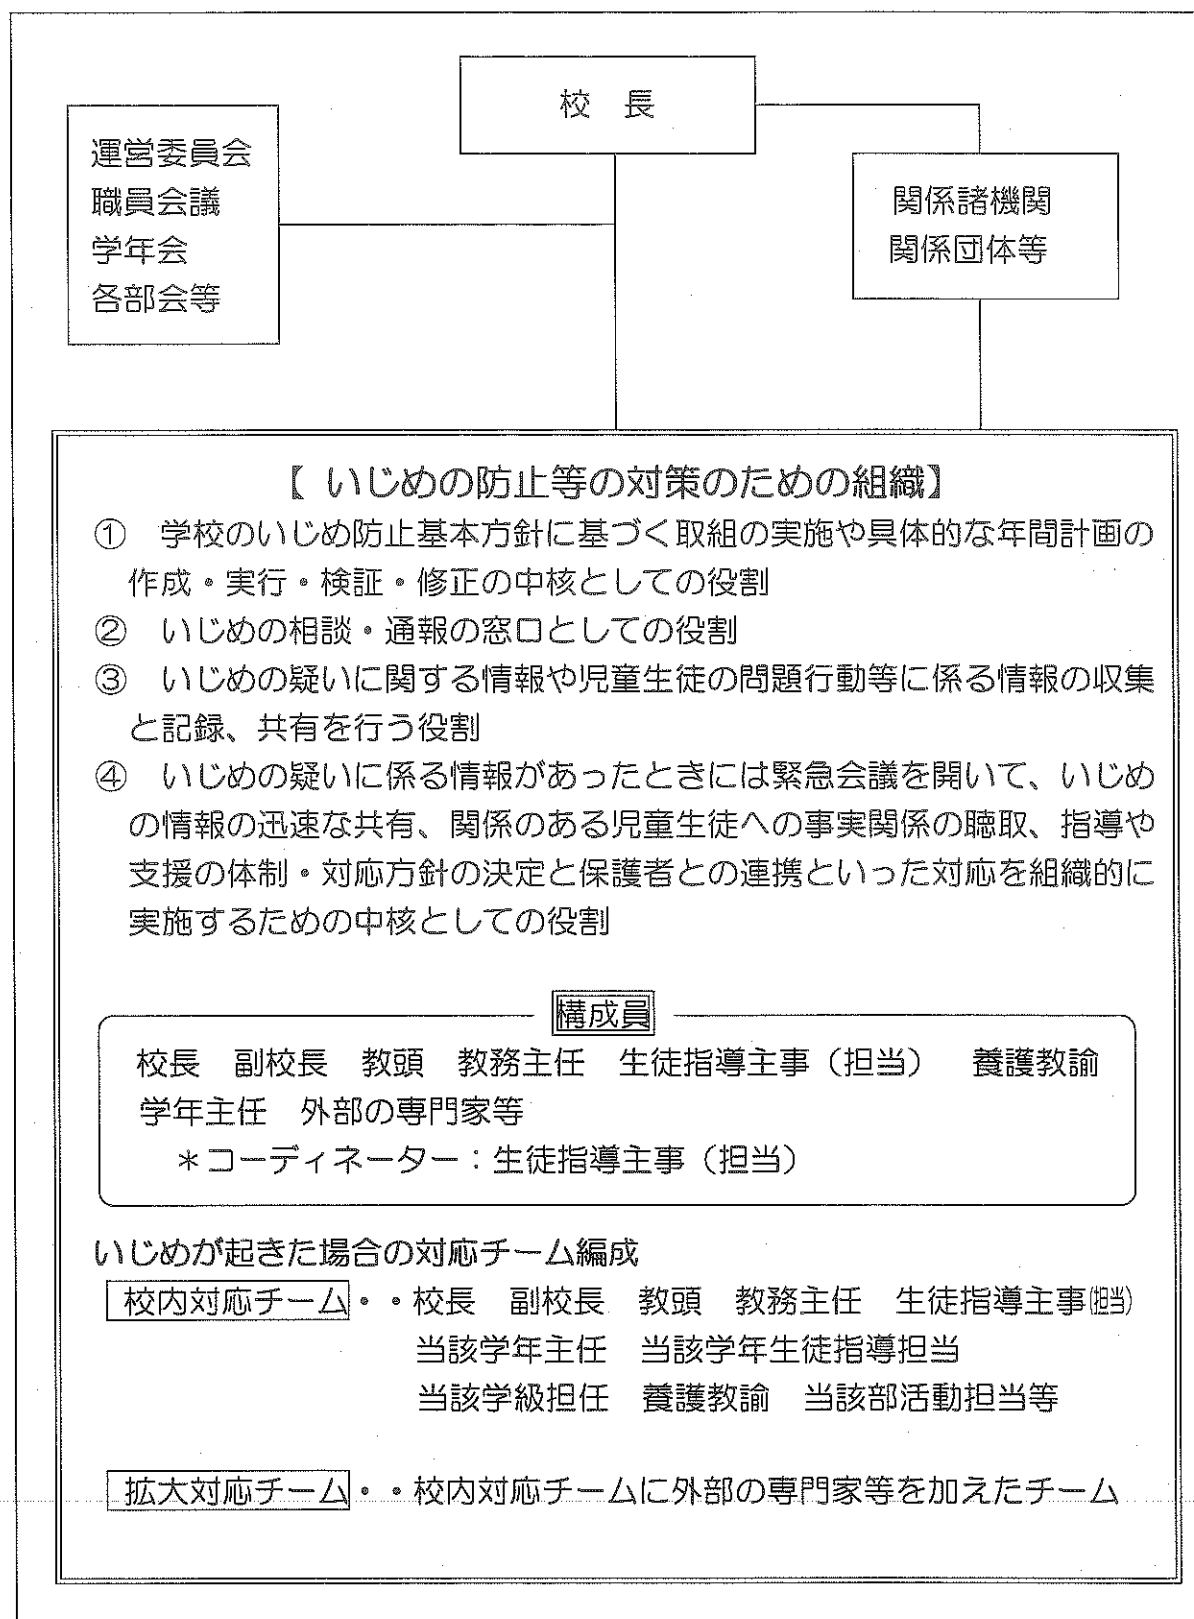 校　長
運営委員会
職員会議
学年会
各部会等
関係諸機関
関係団体等
【 いじめの防止等の対策のための組織】
①　学校のいじめ防止基本方針に基づく取組の実施や具体的な年間計画の
作成・実行・検証・修正の中核としての役割
②　いじめの相談・通報の窓口としての役割
③　いじめの疑いに関する情報や児童生徒の問題行動等に係る情報の収集
と記録、共有を行う役割
④　いじめの疑いに係る情報があったときには緊急会議を開いて、いじめ
の情報の迅速な共有、関係のある児童生徒への事実関係の聴取、指導や
支援の体制・対応方針の決定と保護者との連携といった対応を組織的に
実施するための中核としての役割
構成員
校長　副校長　教頭　教務主任　生徒指導主事（担当）　養護教諭
学年主任　外部の専門家等
＊コーディネーター：生徒指導主事（担当）
いじめが起きた場合の対応チーム編成
校内対応チーム・・校長　副校長　教頭　教務主任　生徒指導主事(担当)
当該学年主任　当該学年生徒指導担当
当該学級担任　養護教諭　当該部活動担当等
拡大対応チーム・・校内対応チームに外部の専門家等を加えたチーム